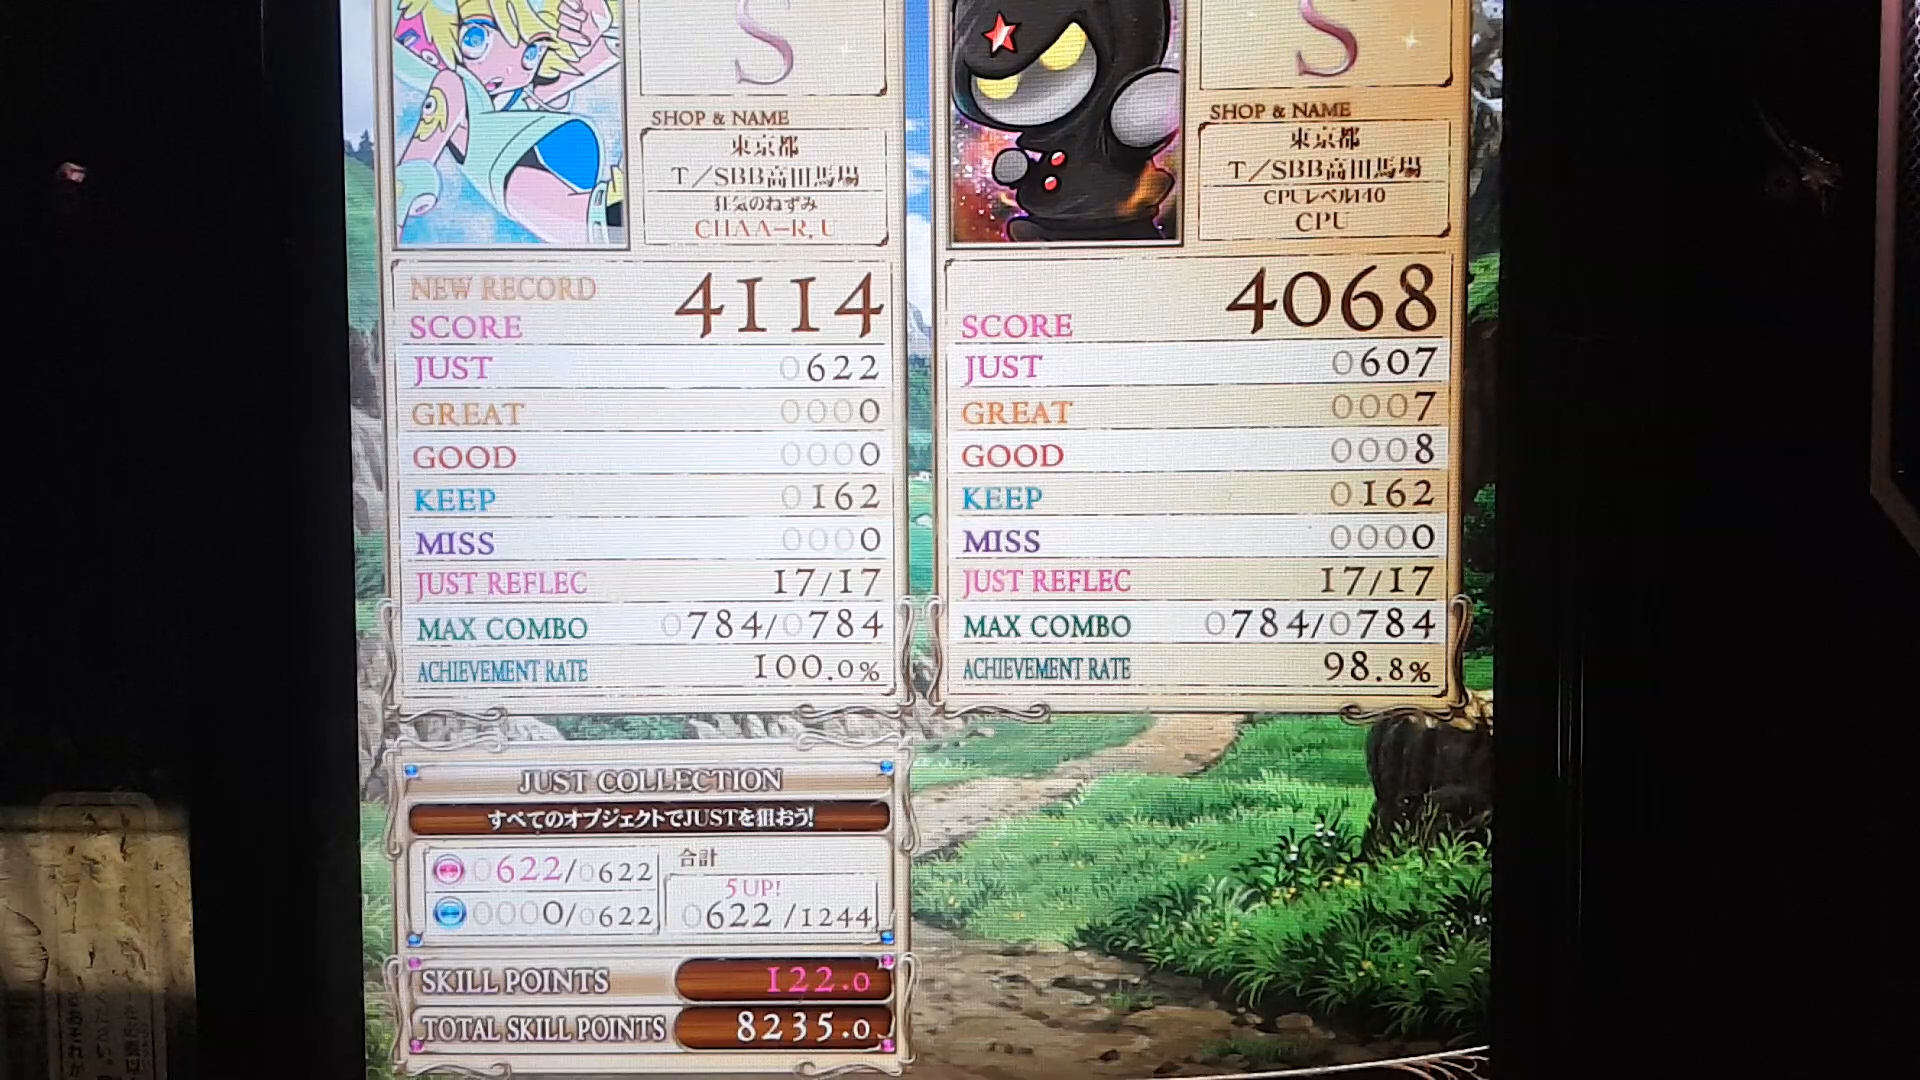 S
SHOP & NAME
東京都
T／SBB高田馬場
狂気のねずみ
CHAA-R.U
NEW RECORD
SCORE 4114
JUST 0622
GREAT 0000
GOOD 0000
KEEP 0162
MISS 0000
JUST REFLEC 17/17
MAX COMBO 0784/0784
ACHIEVEMENT RATE 100.0%
S
SHOP & NAME
東京都
T／SBB高田馬場
CPUレベル140
CPU
SCORE 4068
JUST 0607
GREAT 0007
GOOD 0008
KEEP 0162
MISS 0000
JUST REFLEC 17/17
MAX COMBO 0784/0784
ACHIEVEMENT RATE 98.8%
JUST COLLECTION
すべてのオブジェクトでJUSTを狙おう!
0622/0622
0000/0622
合計
5 UP!
0622 /1244
SKILL POINTS 122.0
TOTAL SKILL POINTS 8235.0